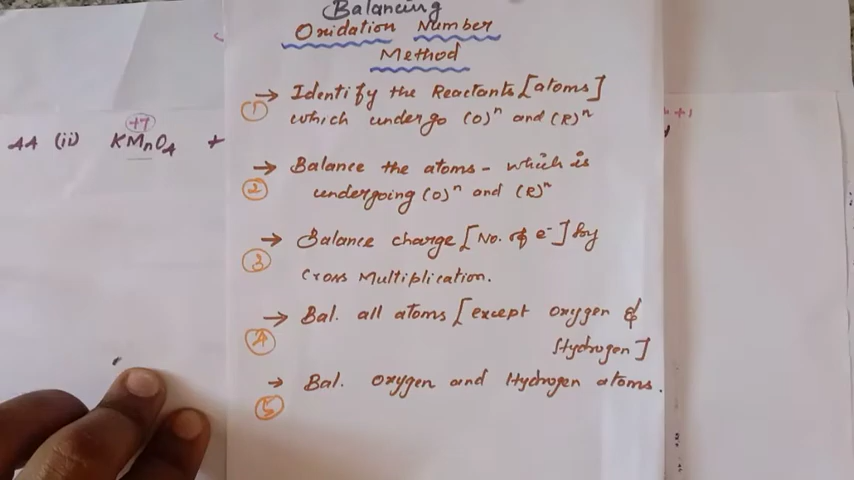 Balancing
Oxidation Number
Method
→ Identify the Reactants [atoms]
① which undergo (O)ⁿ and (R)ⁿ
→ Balance the atoms - which is
② undergoing (O)ⁿ and (R)ⁿ
→ Balance charge [No. of e⁻] by
③ Cross Multiplication.
→ Bal. all atoms [except oxygen &
④ Hydrogen]
→ Bal. oxygen and Hydrogen atoms.
⑤
+7
AA (ii) KMnO4 +
+1